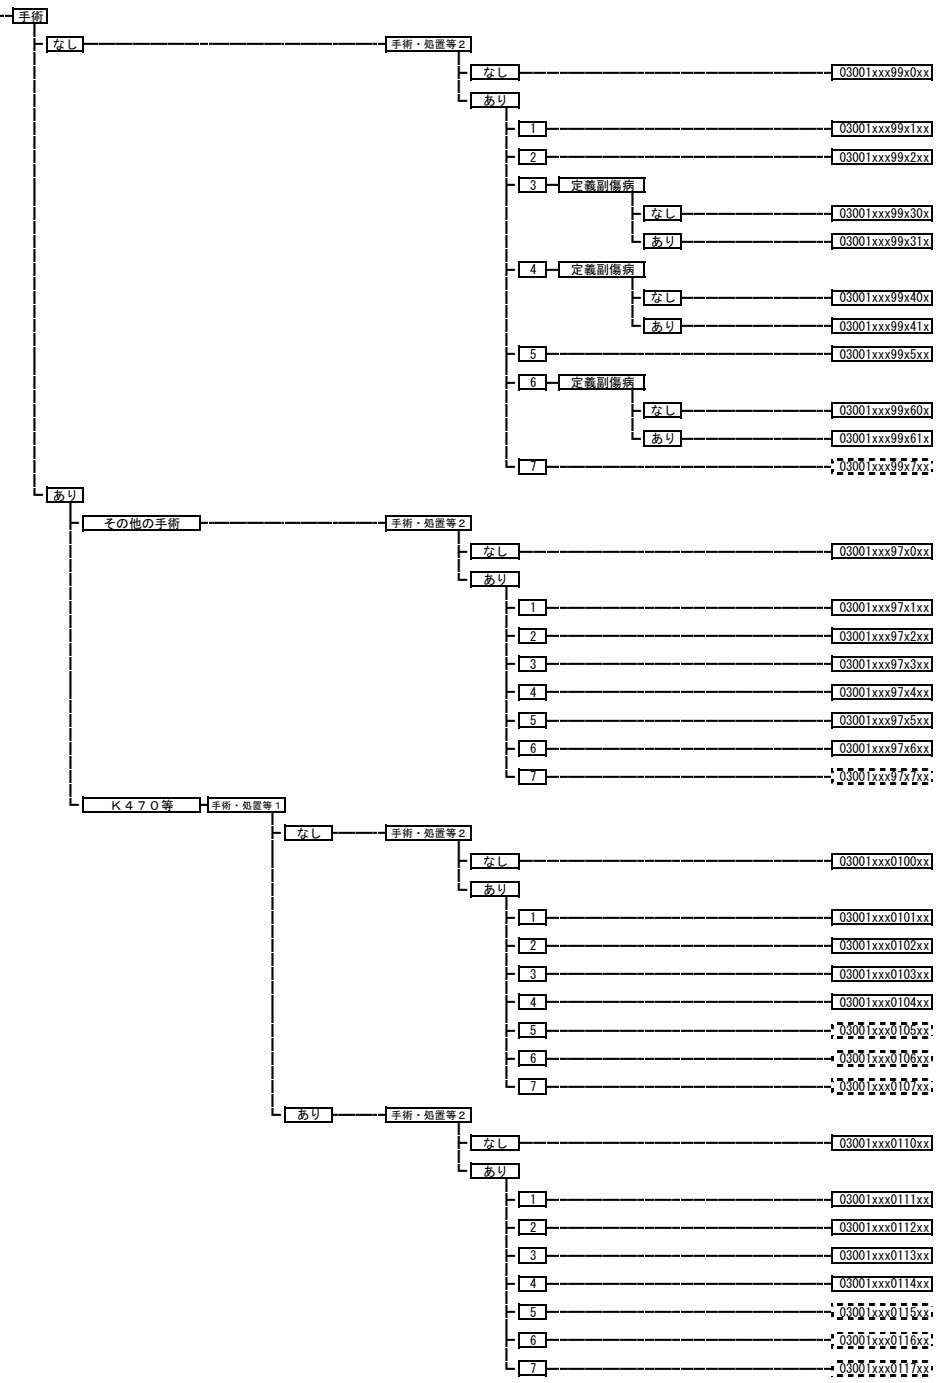 手術
なし 手術・処置等2
なし 03001xxx99x0xx
あり
1 03001xxx99x1xx
2 03001xxx99x2xx
3 定義副傷病
なし 03001xxx99x30x
あり 03001xxx99x31x
4 定義副傷病
なし 03001xxx99x40x
あり 03001xxx99x41x
5 03001xxx99x5xx
6 定義副傷病
なし 03001xxx99x60x
あり 03001xxx99x61x
7 03001xxx99x7xx
あり
その他の手術 手術・処置等2
なし 03001xxx97x0xx
あり
1 03001xxx97x1xx
2 03001xxx97x2xx
3 03001xxx97x3xx
4 03001xxx97x4xx
5 03001xxx97x5xx
6 03001xxx97x6xx
7 03001xxx97x7xx
K470等 手術・処置等1
なし 手術・処置等2
なし 03001xxx0100xx
あり
1 03001xxx0101xx
2 03001xxx0102xx
3 03001xxx0103xx
4 03001xxx0104xx
5 03001xxx0105xx
6 03001xxx0106xx
7 03001xxx0107xx
あり 手術・処置等2
なし 03001xxx0110xx
あり
1 03001xxx0111xx
2 03001xxx0112xx
3 03001xxx0113xx
4 03001xxx0114xx
5 03001xxx0115xx
6 03001xxx0116xx
7 03001xxx0117xx